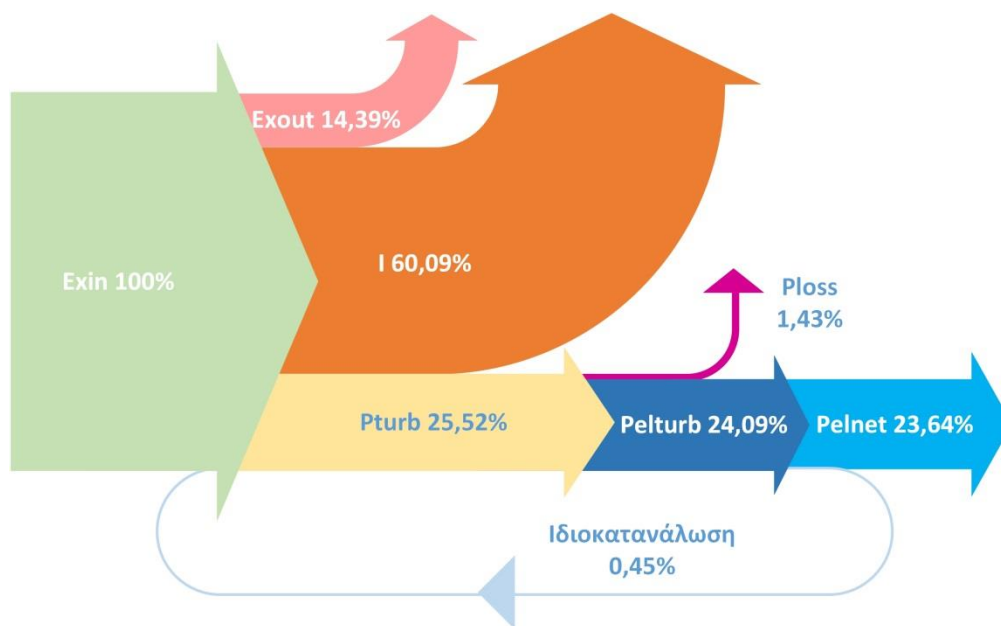 Exout 14,39%
I 60,09%
Exin 100%
Ploss
1,43%
Pturb 25,52%
Pelturb 24,09%
Pelnet 23,64%
Ιδιοκατανάλωση
0,45%